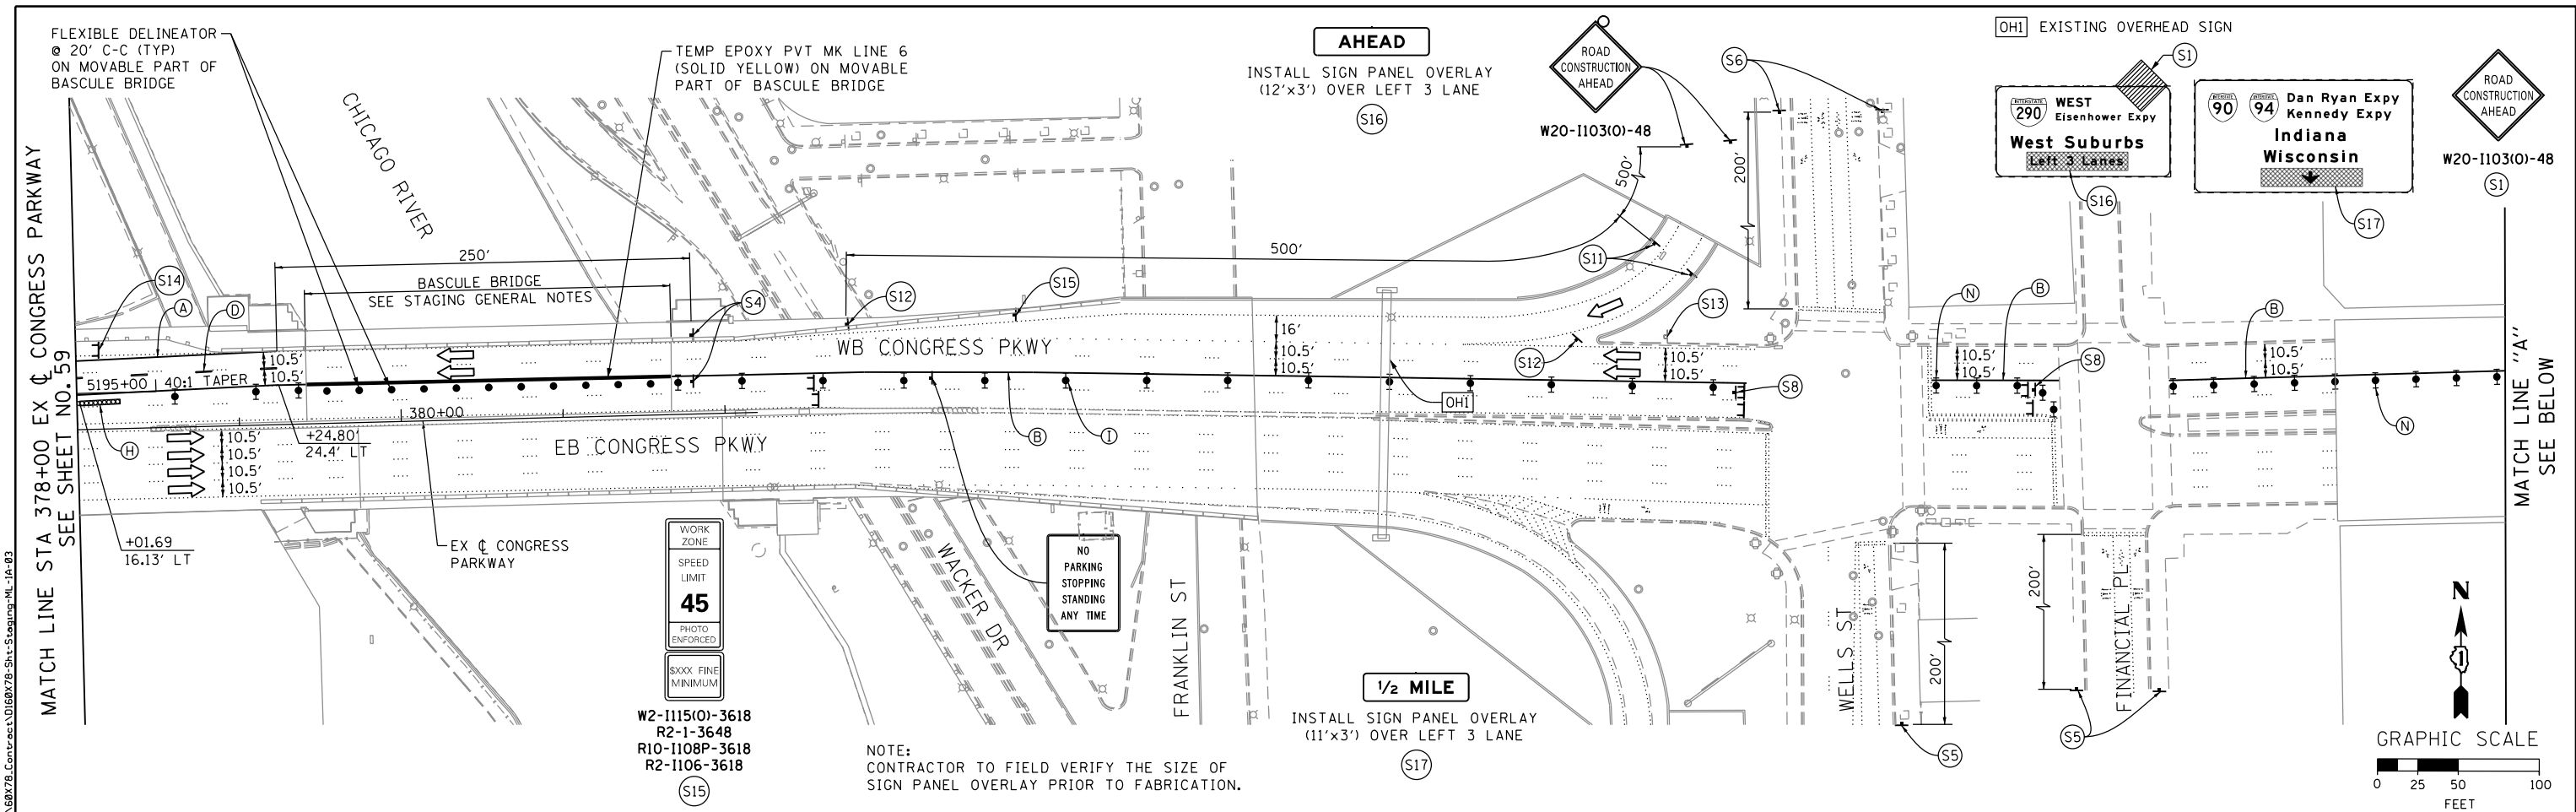 FLEXIBLE DELINEATOR
@ 20' C-C (TYP)
ON MOVABLE PART OF
BASCULE BRIDGE
TEMP EPOXY PVT MK LINE 6
(SOLID YELLOW) ON MOVABLE
PART OF BASCULE BRIDGE
AHEAD
INSTALL SIGN PANEL OVERLAY
(12'x3') OVER LEFT 3 LANE
S16
ROAD
CONSTRUCTION
AHEAD
W20-I103(O)-48
S6
OH1 EXISTING OVERHEAD SIGN
S1
INTERSTATE
290
WEST
Eisenhower Expy
West Suburbs
Left 3 Lanes
S16
INTERSTATE
90
INTERSTATE
94
Dan Ryan Expy
Kennedy Expy
Indiana
Wisconsin
S17
ROAD
CONSTRUCTION
AHEAD
W20-I103(O)-48
S1
CHICAGO RIVER
200'
500'
500'
250'
BASCULE BRIDGE
SEE STAGING GENERAL NOTES
S14
A
D
S4
S12
S15
S11
S13
S12
N
B
B
S8
S8
N
16'
10.5'
10.5'
10.5'
10.5'
10.5'
10.5'
10.5'
10.5'
10.5'
10.5'
WB CONGRESS PKWY
5195+00
40:1 TAPER
380+00
OH1
B
I
H
10.5'
10.5'
10.5'
10.5'
+24.80'
24.4' LT
EB CONGRESS PKWY
+01.69
16.13' LT
EX ℄ CONGRESS
PARKWAY
MATCH LINE STA 378+00 EX ℄ CONGRESS PARKWAY
SEE SHEET NO. 59
MATCH LINE "A"
SEE BELOW
WORK
ZONE
SPEED
LIMIT
45
PHOTO
ENFORCED
$XXX FINE
MINIMUM
W2-I115(O)-3618
R2-1-3648
R10-I108P-3618
R2-I106-3618
S15
WACKER DR
NO
PARKING
STOPPING
STANDING
ANY TIME
FRANKLIN ST
NOTE:
CONTRACTOR TO FIELD VERIFY THE SIZE OF
SIGN PANEL OVERLAY PRIOR TO FABRICATION.
1/2 MILE
INSTALL SIGN PANEL OVERLAY
(11'x3') OVER LEFT 3 LANE
S17
WELLS ST
200'
S5
200'
FINANCIAL PL
S5
N
GRAPHIC SCALE
0 25 50 100
FEET
\60X78.Contract\D160X78-Sht-Staging-ML-1A-03